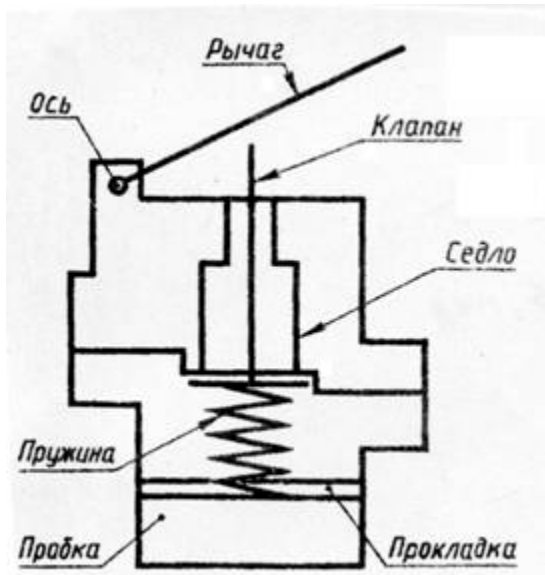 Рычаг
Ось
Клапан
Седло
Пружина
Пробка
Прокладка